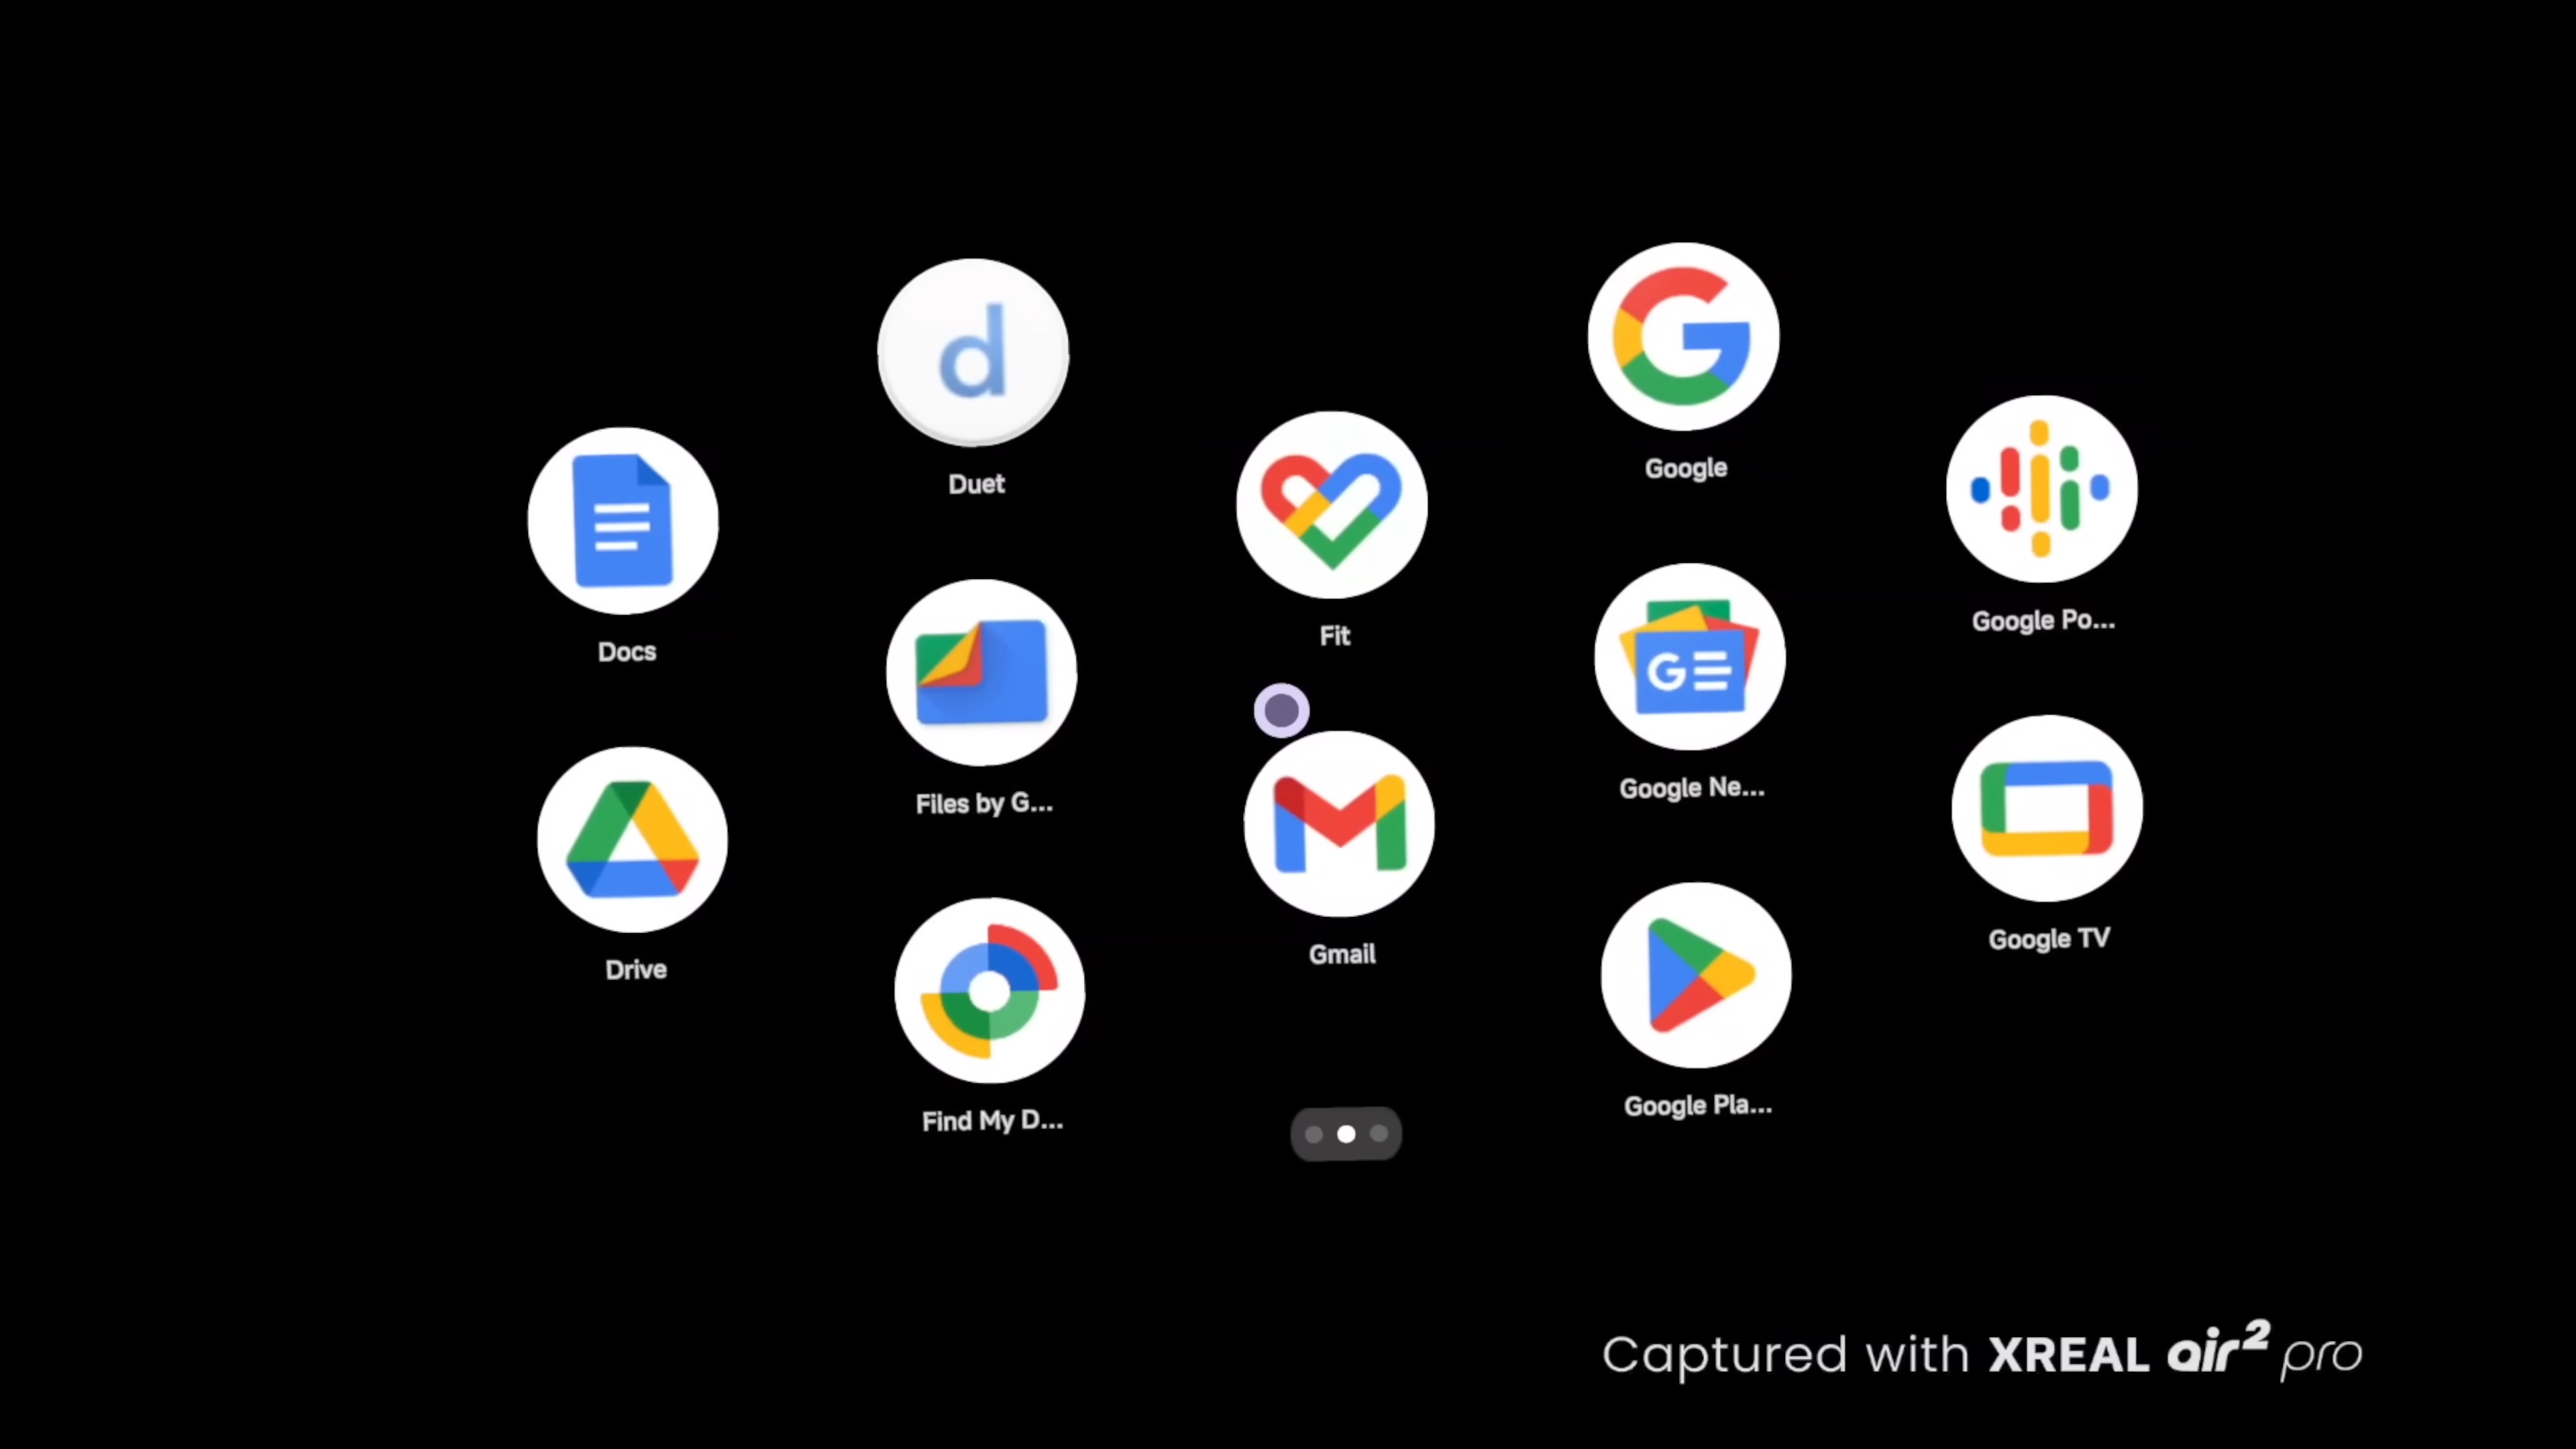 d
Duet
Google
Docs
Fit
Google Po...
Files by G...
G
Google Ne...
Drive
Gmail
Google TV
Find My D...
Google Pla...
Captured with XREAL air² pro